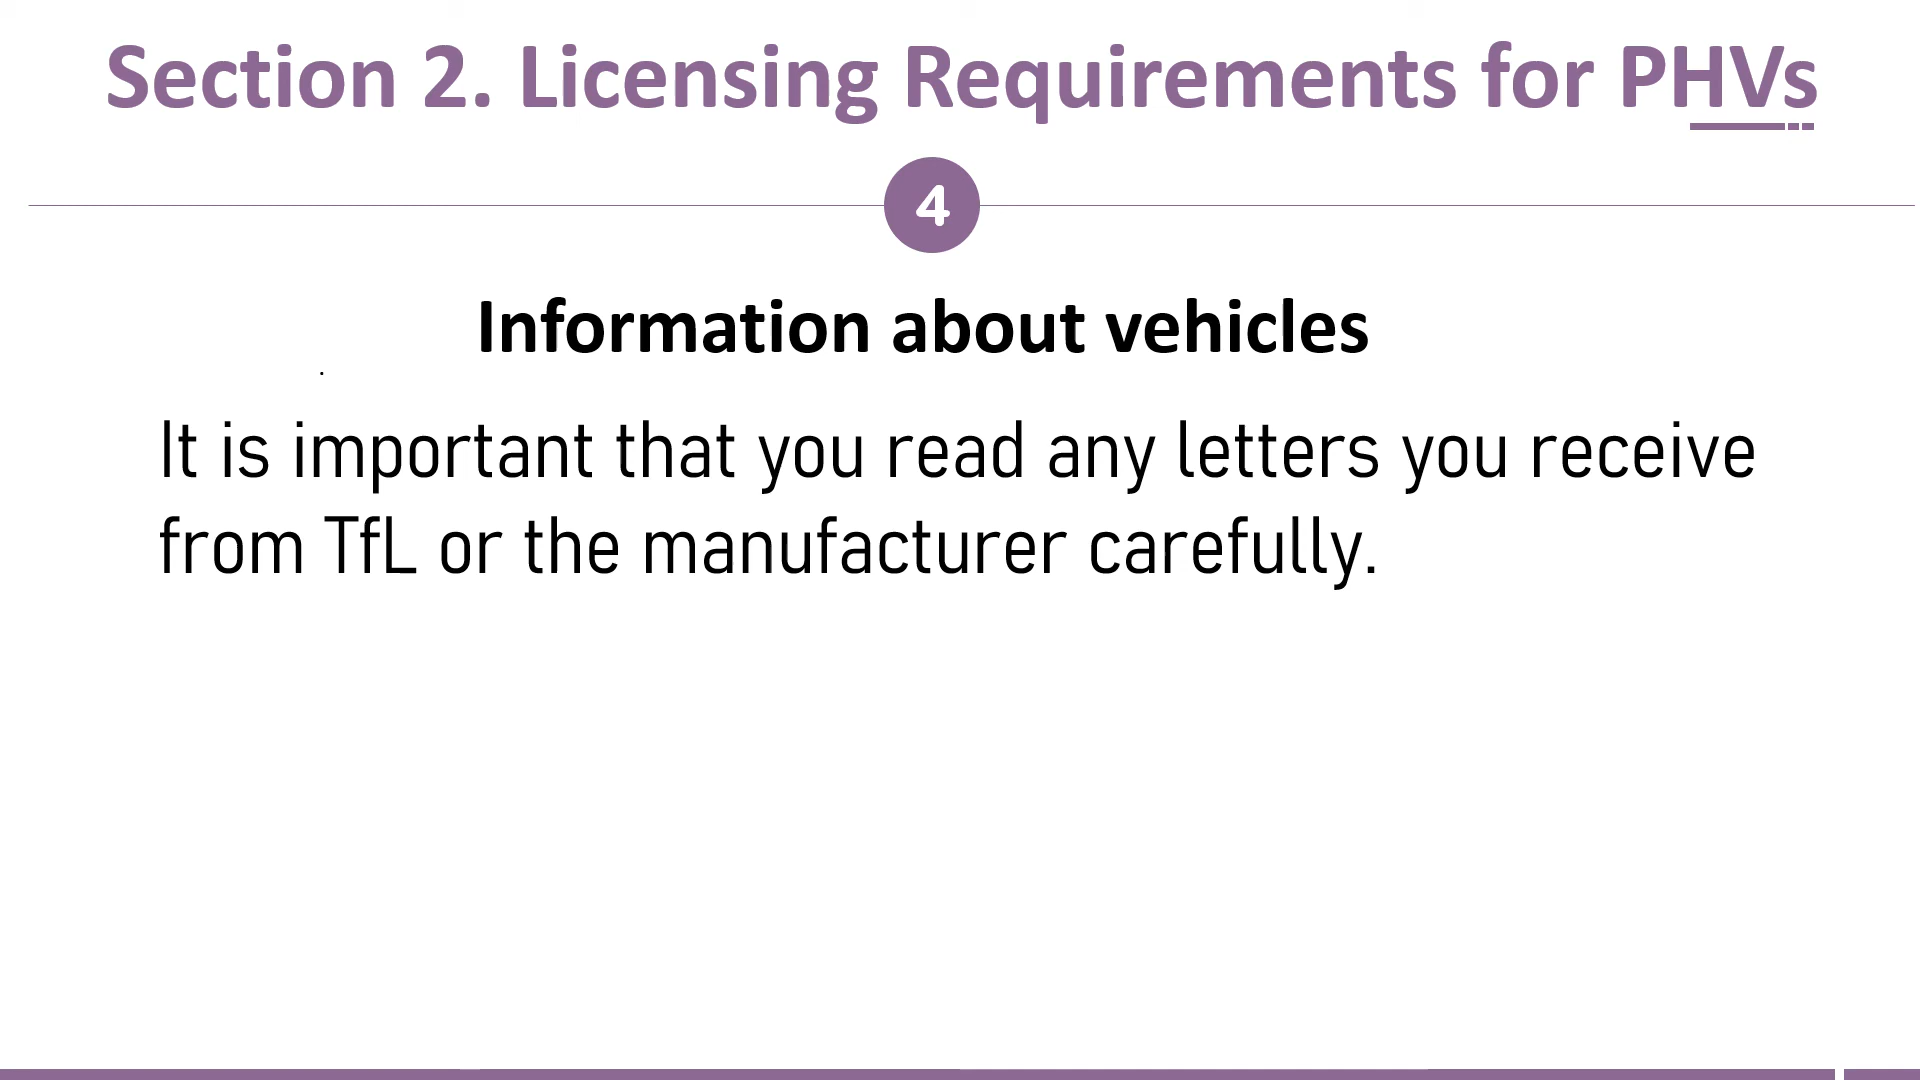 Section 2. Licensing Requirements for PHVs
4
Information about vehicles
.
It is important that you read any letters you receive
from TfL or the manufacturer carefully.